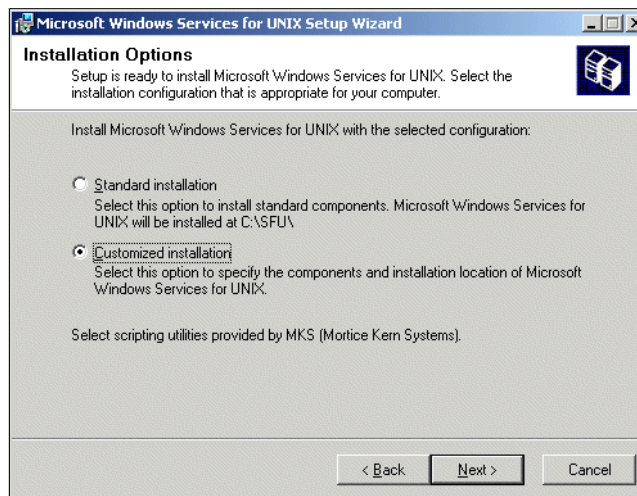 Microsoft Windows Services for UNIX Setup Wizard
Installation Options
Setup is ready to install Microsoft Windows Services for UNIX. Select the
installation configuration that is appropriate for your computer.
Install Microsoft Windows Services for UNIX with the selected configuration:
Standard installation
Select this option to install standard components. Microsoft Windows Services for
UNIX will be installed at C:\SFU\
Customized installation
Select this option to specify the components and installation location of Microsoft
Windows Services for UNIX.
Select scripting utilities provided by MKS (Mortice Kern Systems).
< Back Next > Cancel